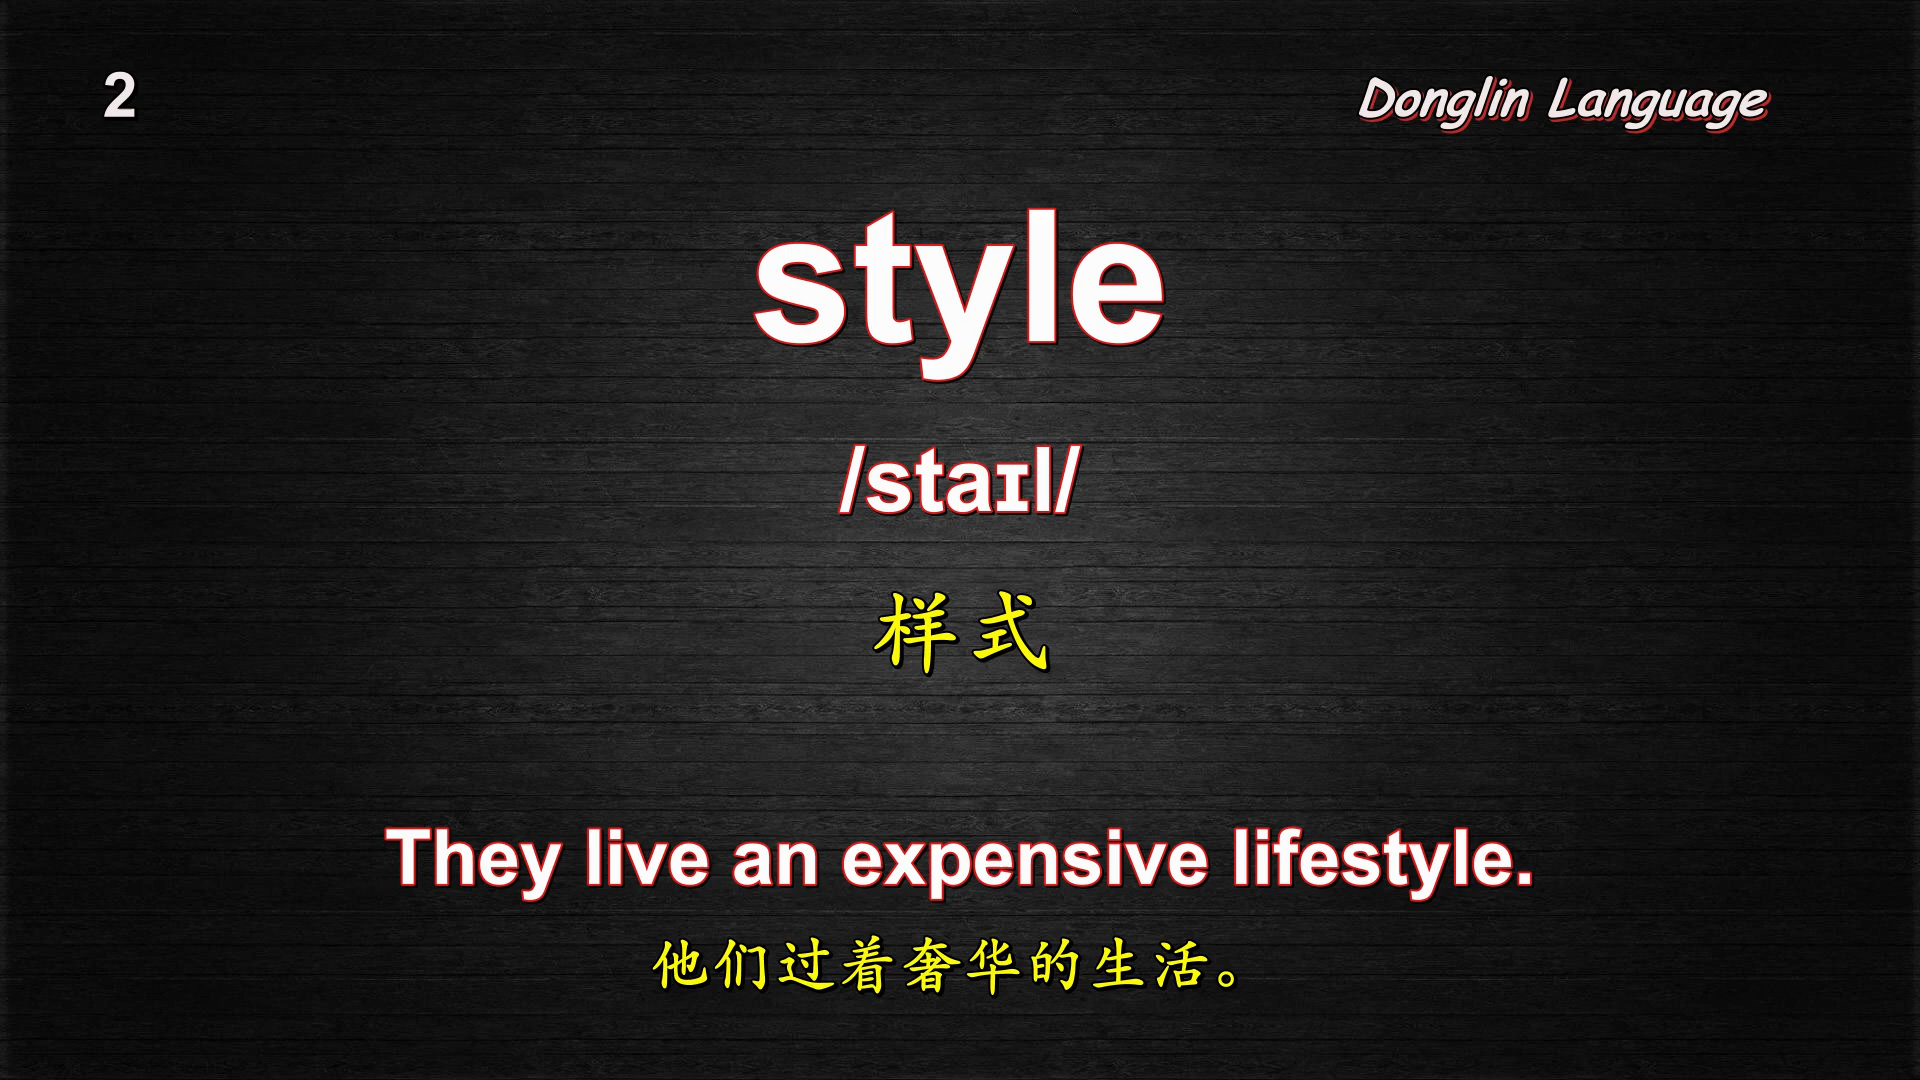 2
Donglin Language
style
/staɪl/
样式
They live an expensive lifestyle.
他们过着奢华的生活。